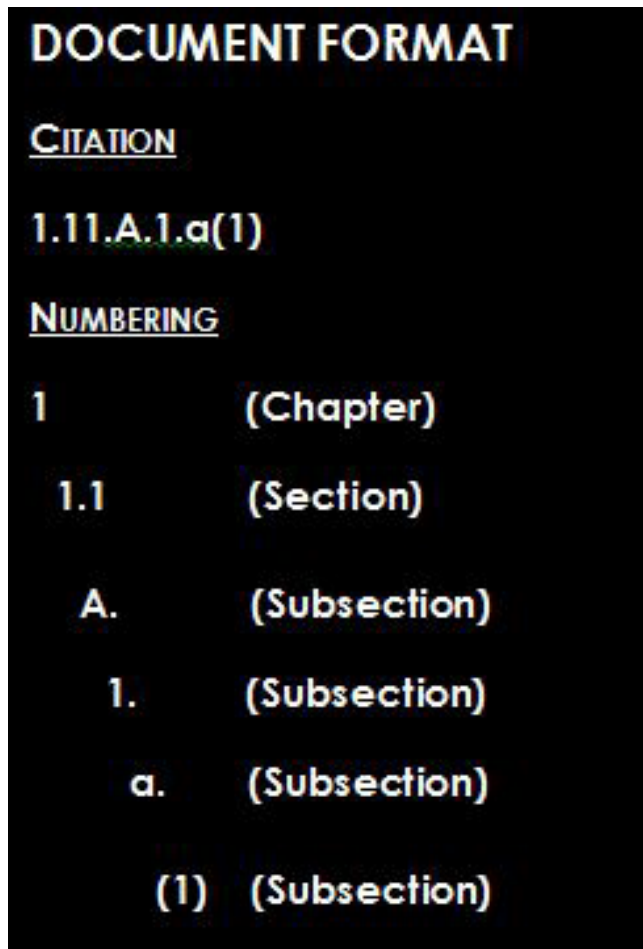 DOCUMENT FORMAT
CITATION
1.11.A.1.a(1)
NUMBERING
1 (Chapter)
1.1 (Section)
A. (Subsection)
1. (Subsection)
a. (Subsection)
(1) (Subsection)